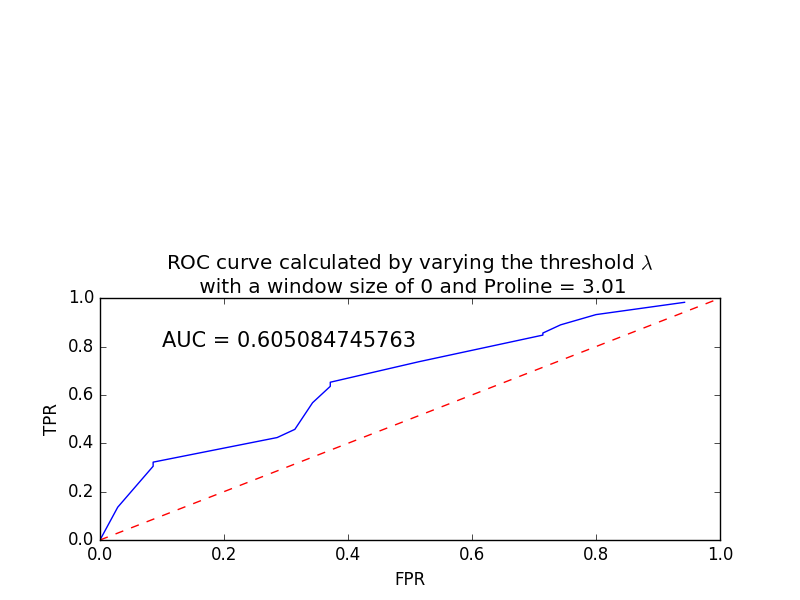 ROC curve calculated by varying the threshold λ
with a window size of 0 and Proline = 3.01
AUC = 0.605084745763
TPR
1.0
0.8
0.6
0.4
0.2
0.0
0.0 0.2 0.4 0.6 0.8 1.0
FPR